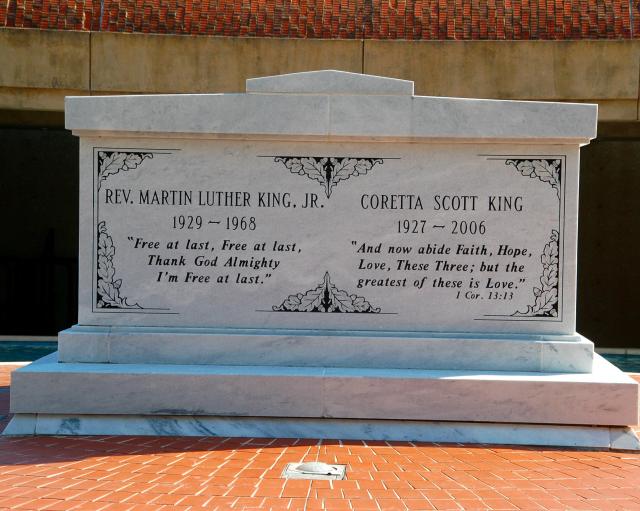 REV. MARTIN LUTHER KING, JR.
1929 ~ 1968
"Free at last, Free at last,
Thank God Almighty
I'm Free at last."
CORETTA SCOTT KING
1927 ~ 2006
"And now abide Faith, Hope,
Love, These Three; but the
greatest of these is Love."
1 Cor. 13:13